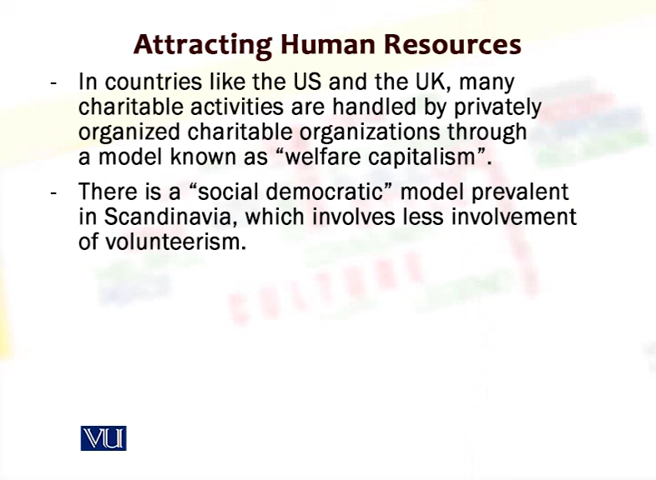 Attracting Human Resources
- In countries like the US and the UK, many
charitable activities are handled by privately
organized charitable organizations through
a model known as “welfare capitalism”.
- There is a “social democratic” model prevalent
in Scandinavia, which involves less involvement
of volunteerism.
CULTURE
VU